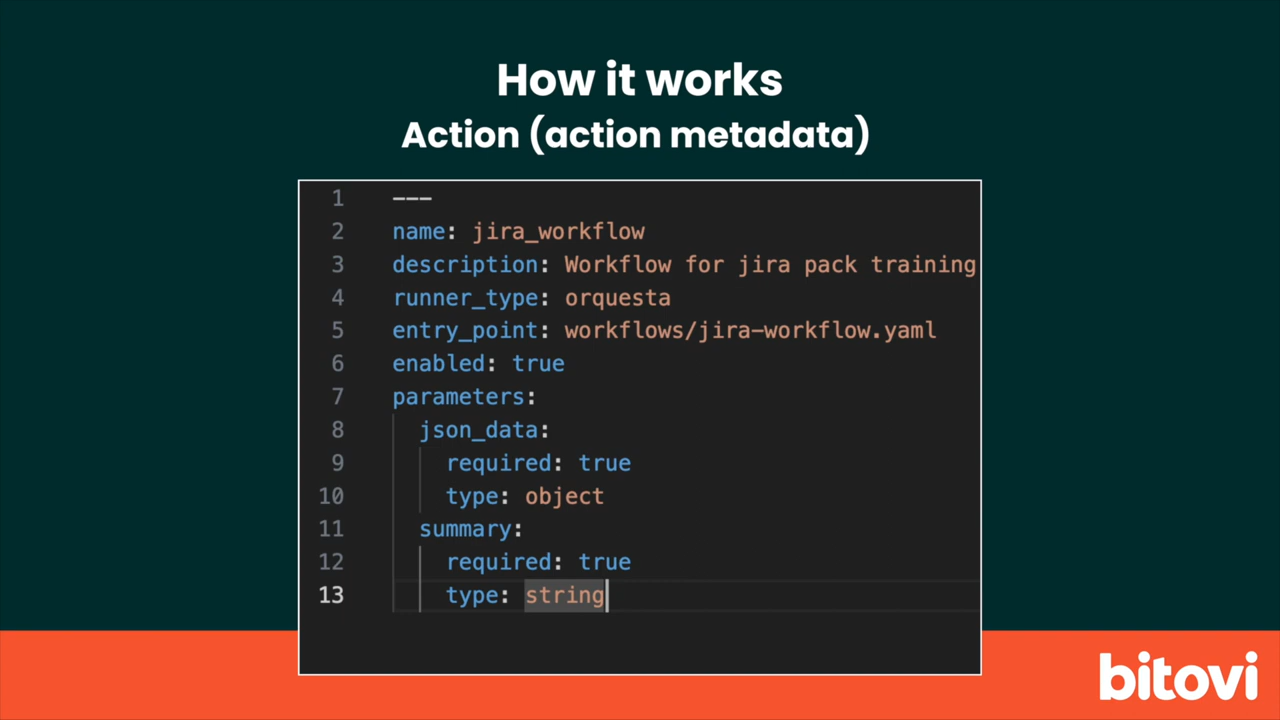 How it works
Action (action metadata)
1 ---
2 name: jira_workflow
3 description: Workflow for jira pack training
4 runner_type: orquesta
5 entry_point: workflows/jira-workflow.yaml
6 enabled: true
7 parameters:
8   json_data:
9     required: true
10     type: object
11   summary:
12     required: true
13     type: string
bitovi